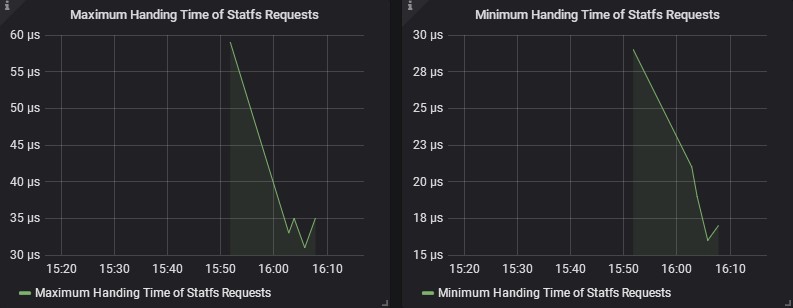 Maximum Handing Time of Statfs Requests
60 µs
55 µs
50 µs
45 µs
40 µs
35 µs
30 µs
15:20 15:30 15:40 15:50 16:00 16:10
Maximum Handing Time of Statfs Requests
Minimum Handing Time of Statfs Requests
30 µs
28 µs
25 µs
23 µs
20 µs
18 µs
15 µs
15:20 15:30 15:40 15:50 16:00 16:10
Minimum Handing Time of Statfs Requests